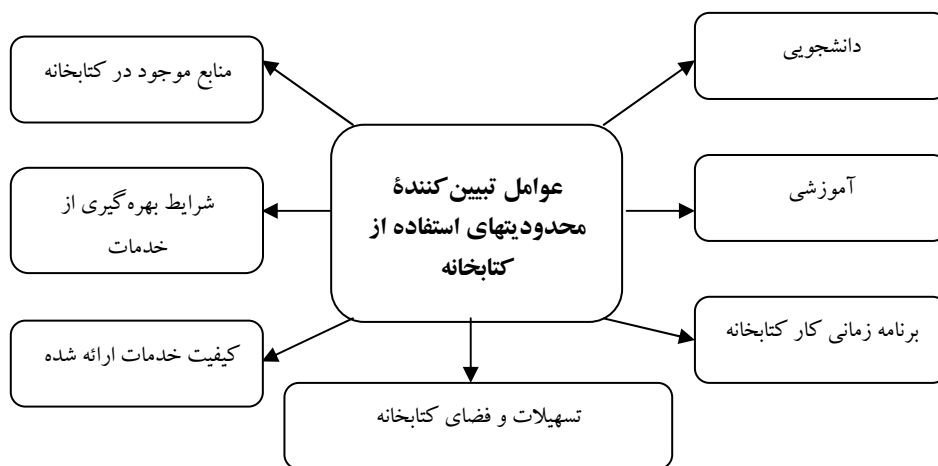 دانشجویی
منابع موجود در کتابخانه
عوامل تبیین‌کنندۀ
محدودیتهای استفاده از
کتابخانه
آموزشی
شرایط بهره‌گیری از
خدمات
برنامه زمانی کار کتابخانه
کیفیت خدمات ارائه شده
تسهیلات و فضای کتابخانه